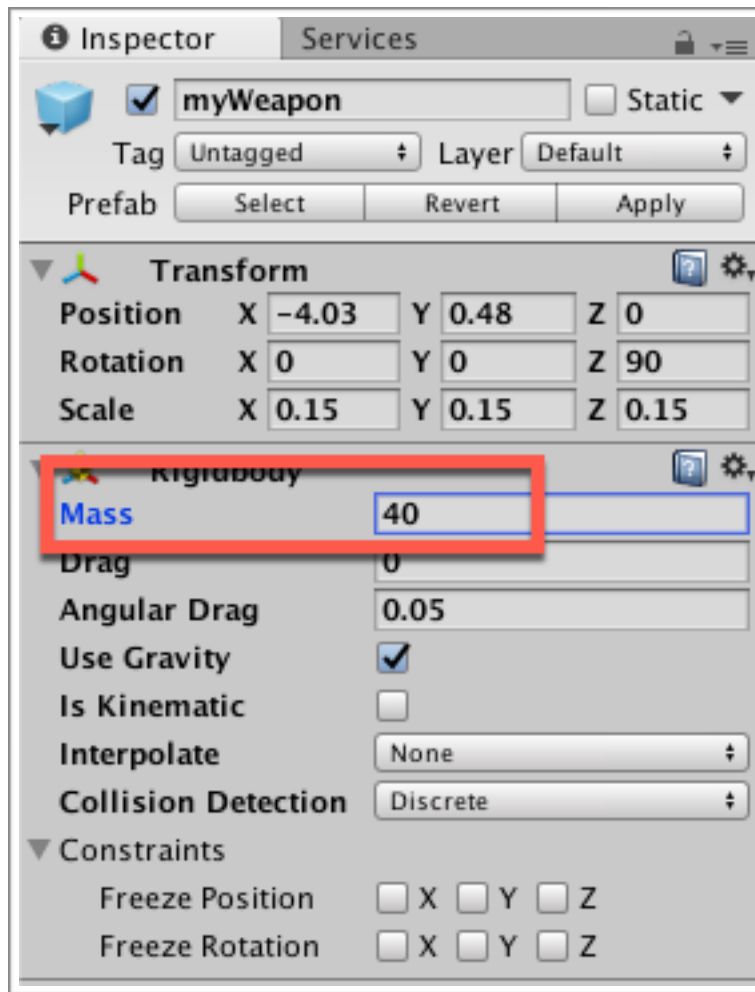 Inspector Services
myWeapon Static
Tag Untagged Layer Default
Prefab Select Revert Apply
Transform
Position X -4.03 Y 0.48 Z 0
Rotation X 0 Y 0 Z 90
Scale X 0.15 Y 0.15 Z 0.15
Rigidbody
Mass 40
Drag 0
Angular Drag 0.05
Use Gravity
Is Kinematic
Interpolate None
Collision Detection Discrete
Constraints
Freeze Position X Y Z
Freeze Rotation X Y Z